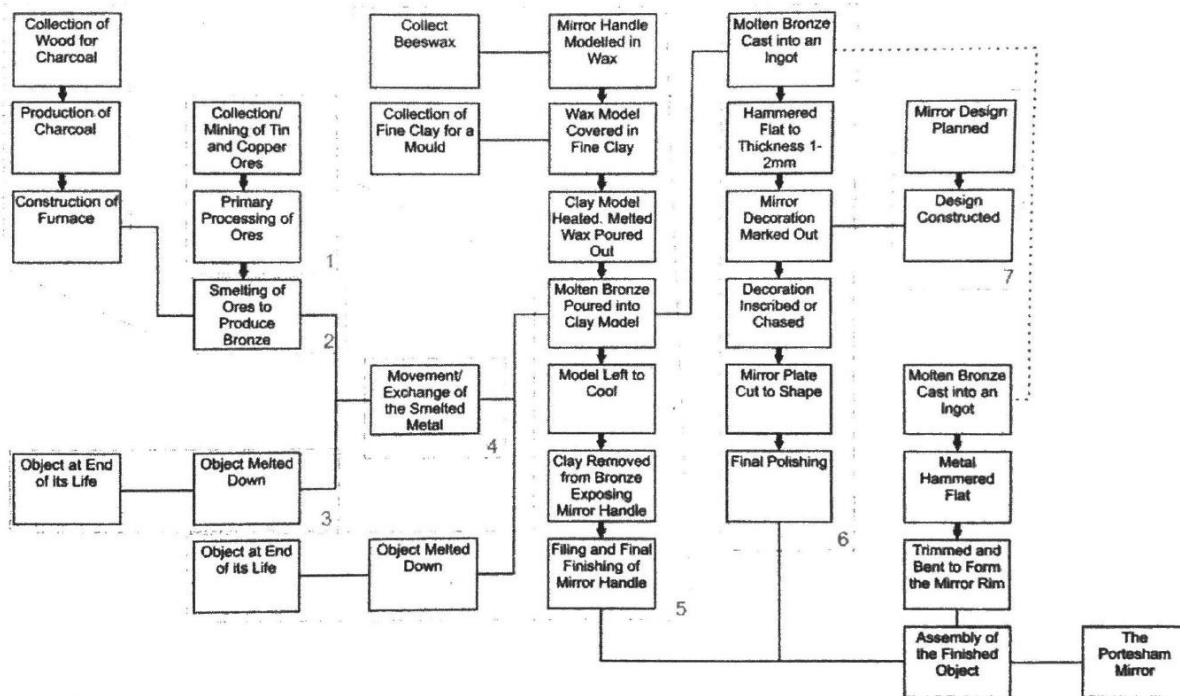 Collection of
Wood for
Charcoal
Production of
Charcoal
Construction of
Furnace
Collection/
Mining of Tin
and Copper
Ores
Primary
Processing of
Ores
1
Smelting of
Ores to
Produce
Bronze
2
Object at End
of its Life
Object Melted
Down
3
Movement/
Exchange of
the Smelted
Metal
4
Object at End
of its Life
Object Melted
Down
Collect
Beeswax
Collection of
Fine Clay for a
Mould
Mirror Handle
Modelled in
Wax
Wax Model
Covered in
Fine Clay
Clay Model
Heated. Melted
Wax Poured
Out
Molten Bronze
Poured into
Clay Model
Model Left to
Cool
Clay Removed
from Bronze
Exposing
Mirror Handle
Filing and Final
Finishing of
Mirror Handle
5
Molten Bronze
Cast into an
Ingot
Hammered
Flat to
Thickness 1-
2mm
Mirror
Decoration
Marked Out
Decoration
Inscribed or
Chased
Mirror Plate
Cut to Shape
Final Polishing
6
Mirror Design
Planned
Design
Constructed
7
Molten Bronze
Cast into an
Ingot
Metal
Hammered
Flat
Trimmed and
Bent to Form
the Mirror Rim
Assembly of
the Finished
Object
The
Portesham
Mirror